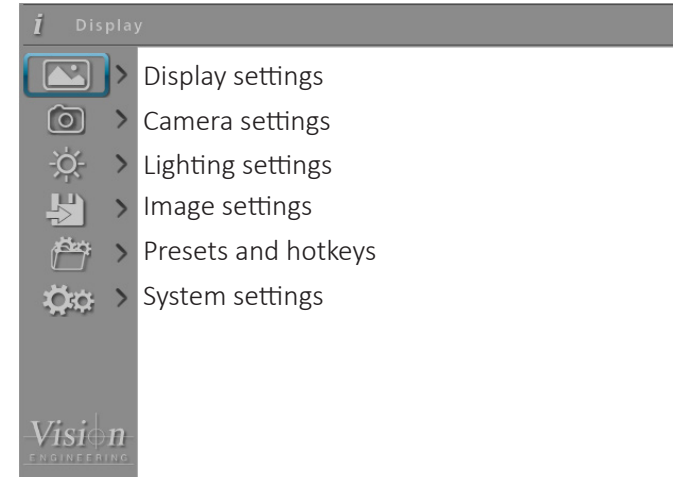 i Display
Display settings
Camera settings
Lighting settings
Image settings
Presets and hotkeys
System settings
Vision
ENGINEERING